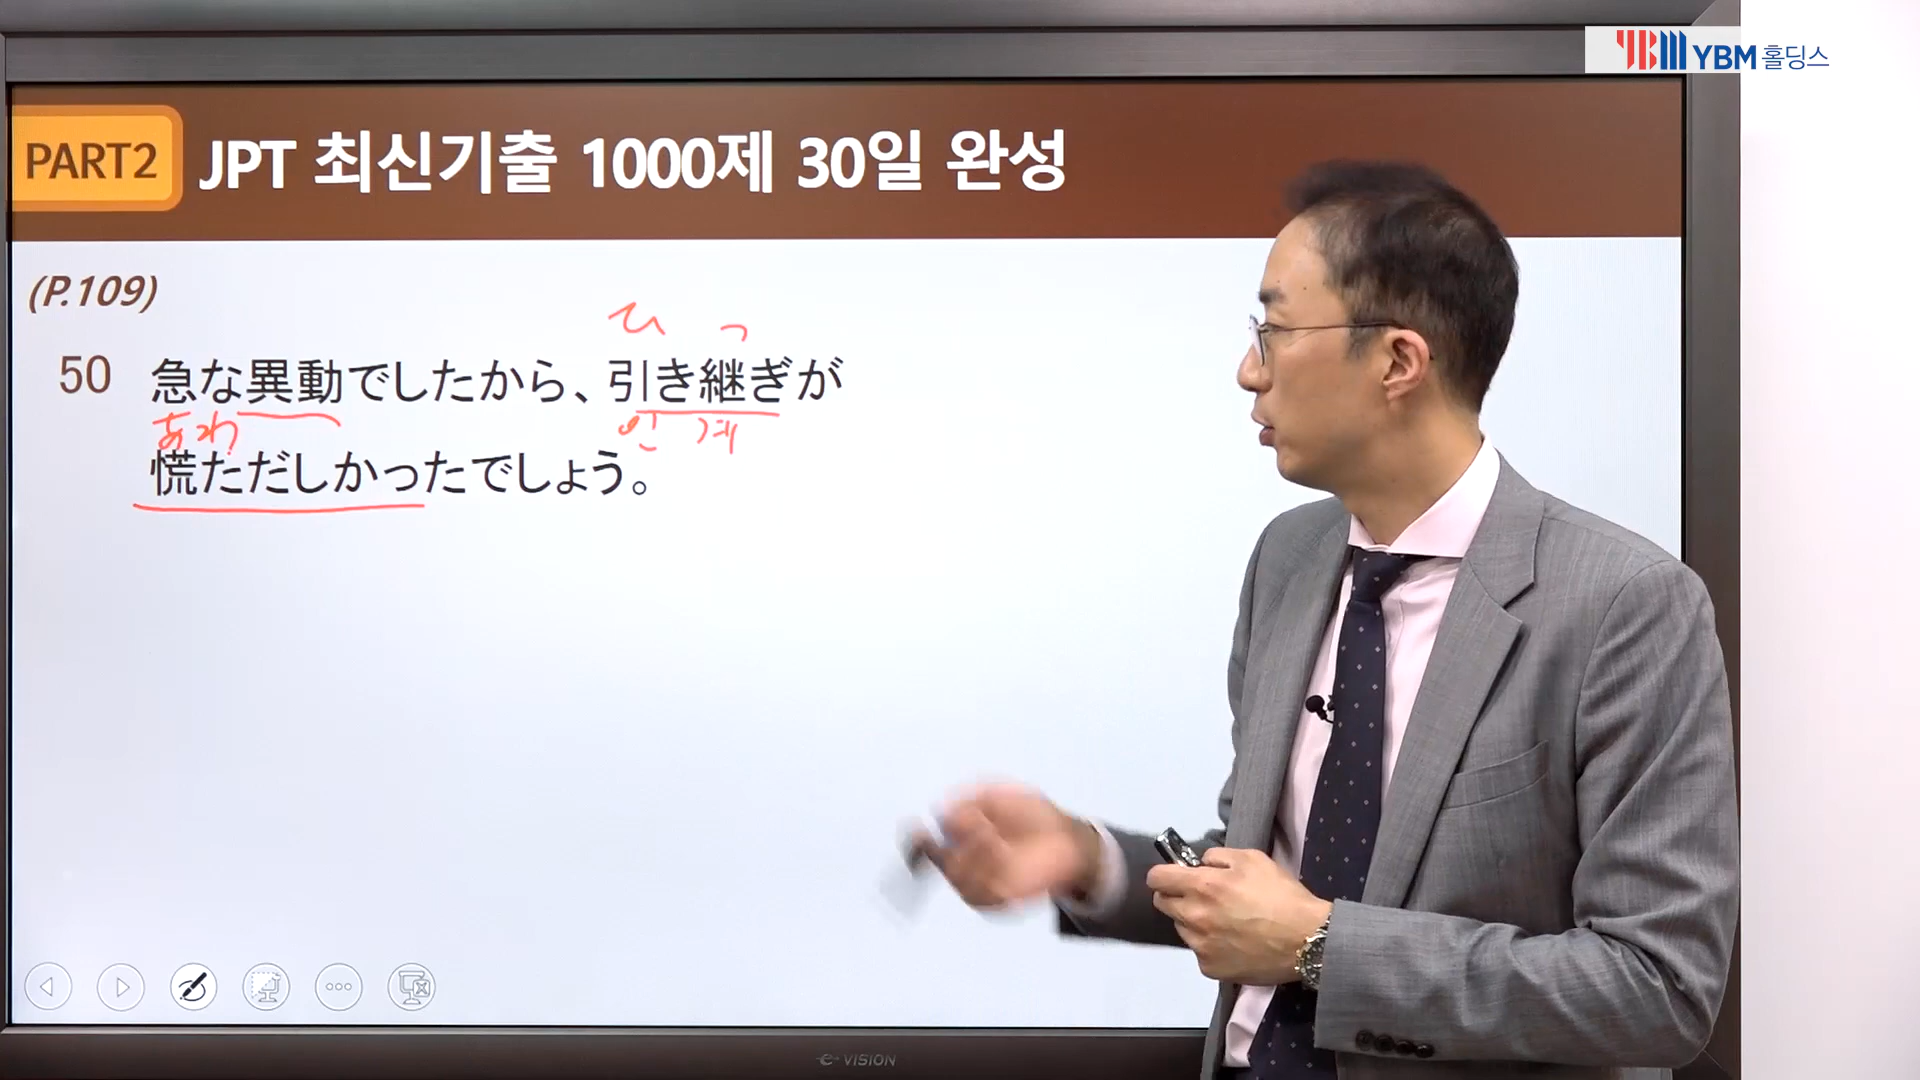 YBM 홀딩스
PART2 JPT 최신기출 1000제 30일 완성
(P.109)
ひ っ
50 急な異動でしたから、引き継ぎが
あわ 인 계
慌ただしかったでしょう。
e-VISION